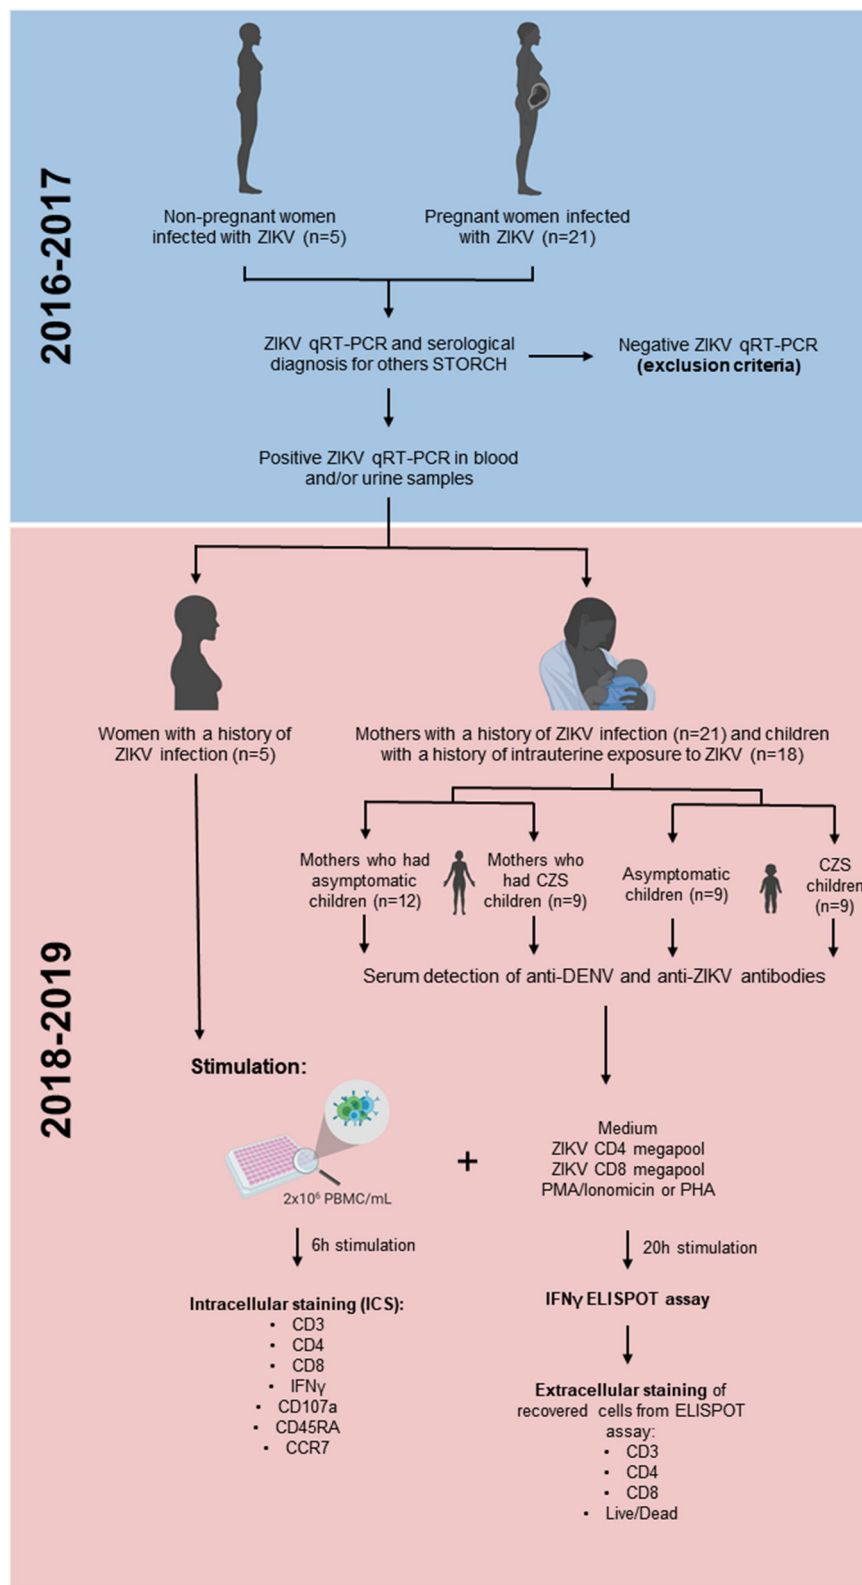 2016-2017
Non-pregnant women
infected with ZIKV (n=5)
Pregnant women infected
with ZIKV (n=21)
ZIKV qRT-PCR and serological
diagnosis for others STORCH
Negative ZIKV qRT-PCR
(exclusion criteria)
Positive ZIKV qRT-PCR in blood
and/or urine samples
2018-2019
Women with a history of
ZIKV infection (n=5)
Mothers with a history of ZIKV infection (n=21) and children
with a history of intrauterine exposure to ZIKV (n=18)
Mothers who had
asymptomatic
children (n=12)
Mothers who
had CZS
children (n=9)
Asymptomatic
children (n=9)
CZS
children
(n=9)
Serum detection of anti-DENV and anti-ZIKV antibodies
Stimulation:
2x10⁶ PBMC/mL
+
Medium
ZIKV CD4 megapool
ZIKV CD8 megapool
PMA/Ionomicin or PHA
6h stimulation
20h stimulation
Intracellular staining (ICS):
• CD3
• CD4
• CD8
• IFNγ
• CD107a
• CD45RA
• CCR7
IFNγ ELISPOT assay
Extracellular staining of
recovered cells from ELISPOT
assay:
• CD3
• CD4
• CD8
• Live/Dead